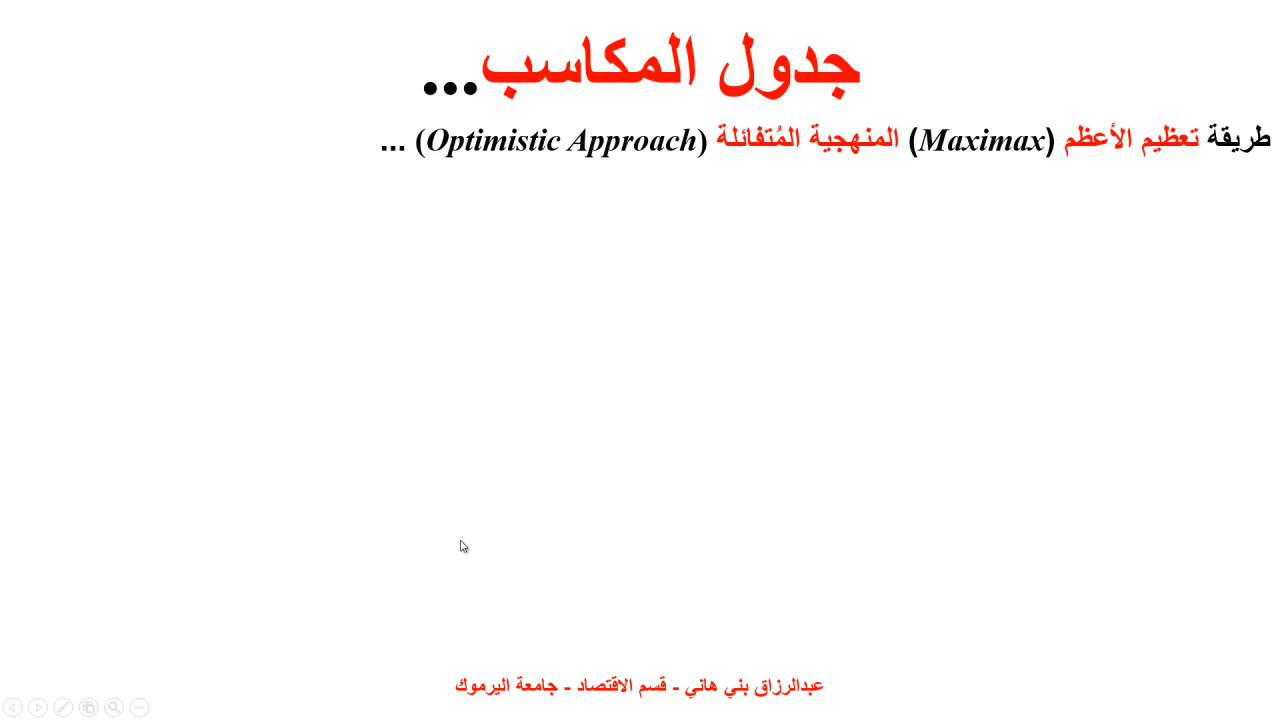 جدول المكاسب...
طريقة تعظيم الأعظم (Maximax) المنهجية المُتفائلة (Optimistic Approach) ...
عبدالرزاق بني هاني - قسم الاقتصاد - جامعة اليرموك